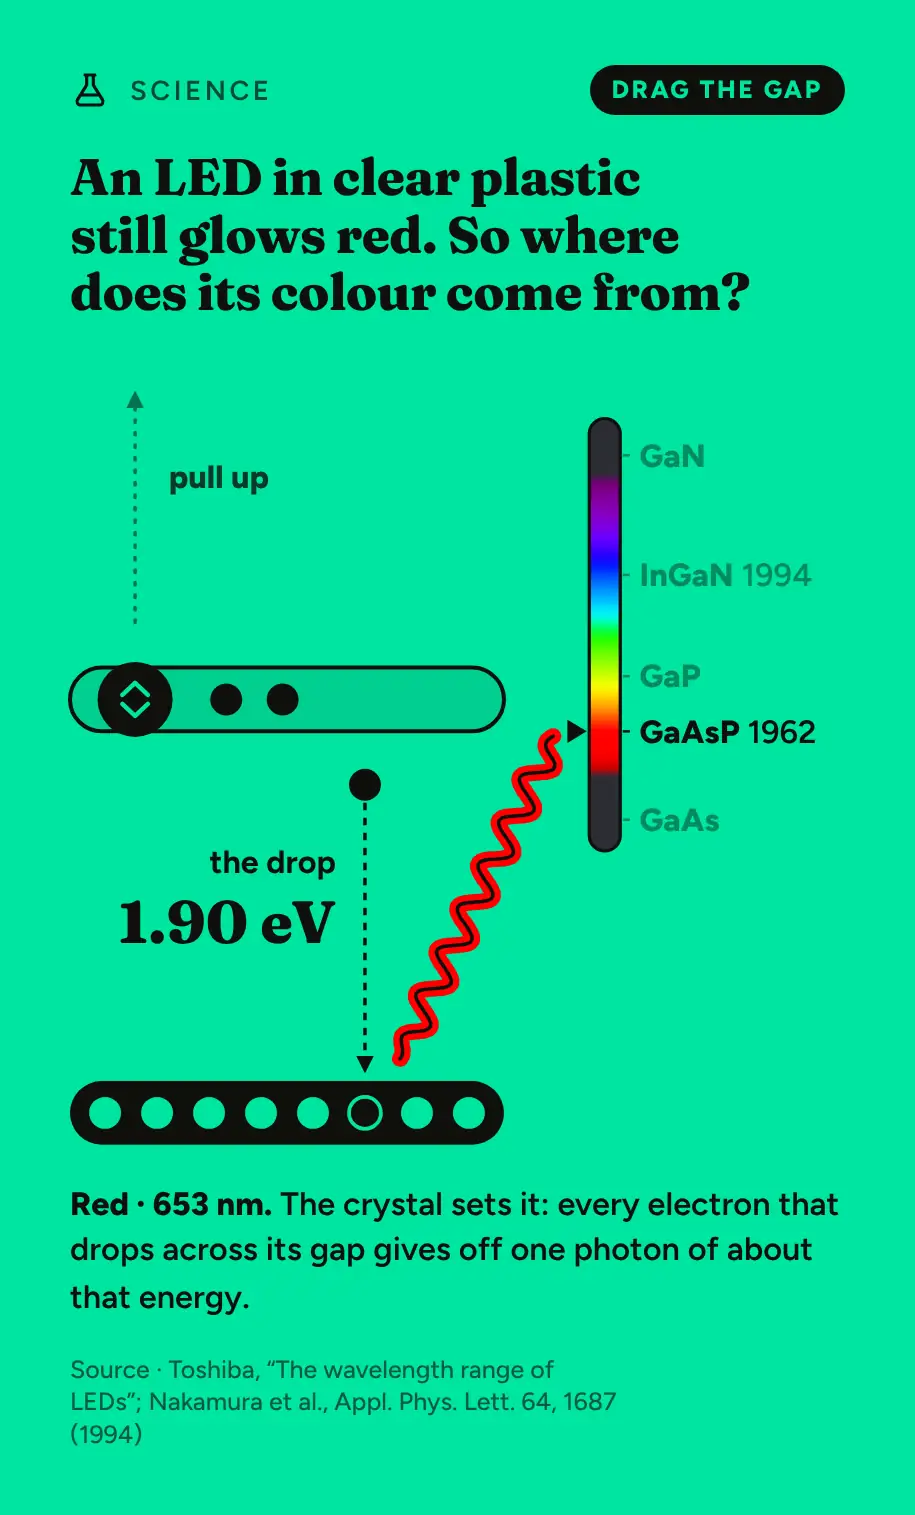 SCIENCE
DRAG THE GAP
An LED in clear plastic
still glows red. So where
does its colour come from?
pull up
GaN
InGaN 1994
GaP
GaAsP 1962
GaAs
the drop
1.90 eV
Red · 653 nm. The crystal sets it: every electron that
drops across its gap gives off one photon of about
that energy.
Source · Toshiba, “The wavelength range of
LEDs”; Nakamura et al., Appl. Phys. Lett. 64, 1687
(1994)